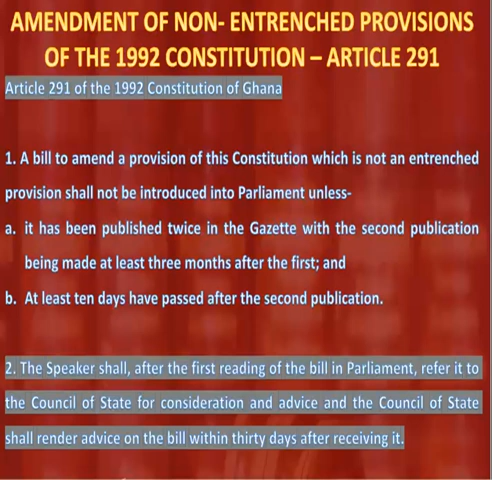 AMENDMENT OF NON- ENTRENCHED PROVISIONS
OF THE 1992 CONSTITUTION – ARTICLE 291
Article 291 of the 1992 Constitution of Ghana
1. A bill to amend a provision of this Constitution which is not an entrenched
provision shall not be introduced into Parliament unless-
a. it has been published twice in the Gazette with the second publication
being made at least three months after the first; and
b. At least ten days have passed after the second publication.
2. The Speaker shall, after the first reading of the bill in Parliament, refer it to
the Council of State for consideration and advice and the Council of State
shall render advice on the bill within thirty days after receiving it.